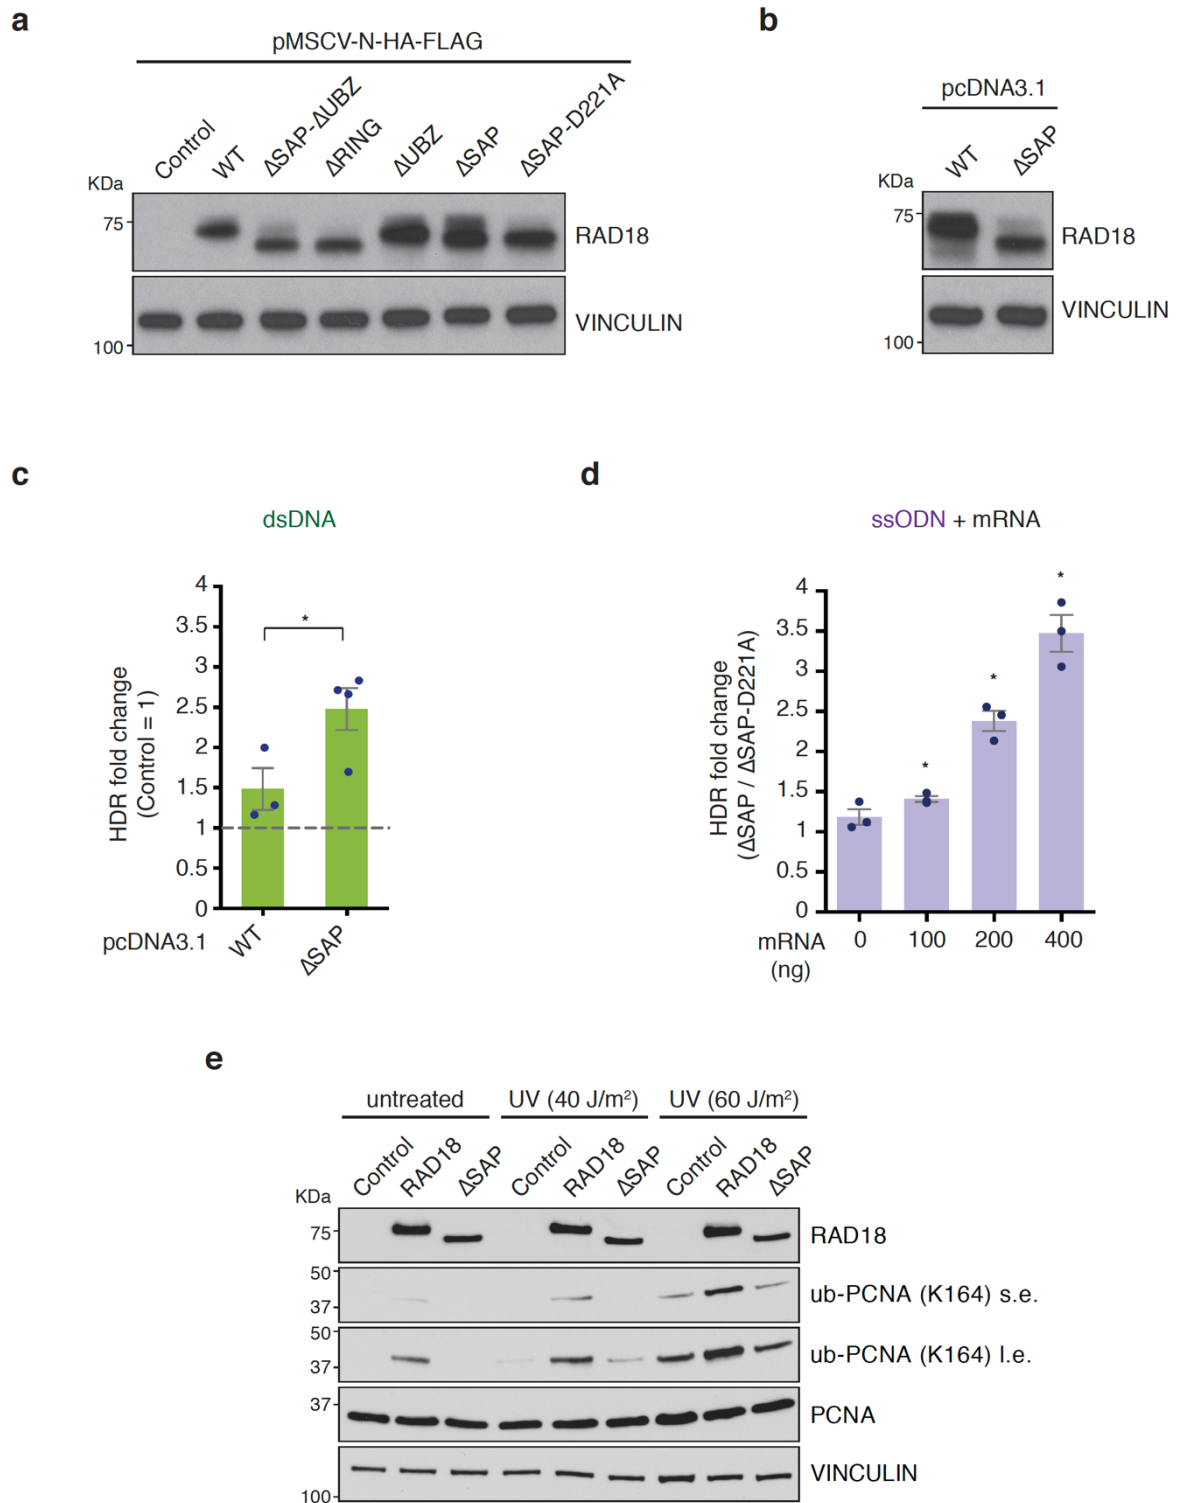 a
pMSCV-N-HA-FLAG
Control WT ΔSAP-ΔUBZ ΔRING ΔUBZ ΔSAP ΔSAP-D221A
KDa
75
RAD18
VINCULIN
100
b
pcDNA3.1
WT ΔSAP
KDa
75
RAD18
VINCULIN
100
c
dsDNA
HDR fold change
(Control = 1)
4
3.5
3
2.5
2
1.5
1
0.5
0
*
pcDNA3.1 WT ΔSAP
d
ssODN + mRNA
HDR fold change
(ΔSAP / ΔSAP-D221A)
4
3.5
3
2.5
2
1.5
1
0.5
0
* * *
mRNA 0 100 200 400
(ng)
e
untreated UV (40 J/m²) UV (60 J/m²)
Control RAD18 ΔSAP Control RAD18 ΔSAP Control RAD18 ΔSAP
KDa
75 RAD18
50
37 ub-PCNA (K164) s.e.
50
37 ub-PCNA (K164) l.e.
37 PCNA
VINCULIN
100